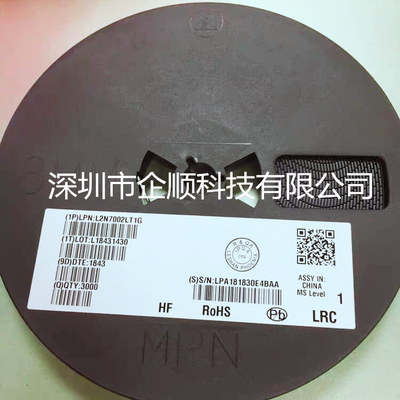 深圳市企顺科技有限公司
(1P)LPN:L2N7002LT1G
(1T)LOT:L18431430
(9D)DTE:1843
(Q)QTY:3000
(S)S/N:LPA181830E4BAA
R & QA
ASSY IN:
CHINA
MS Level 1
HF RoHS Pb LRC
MPN